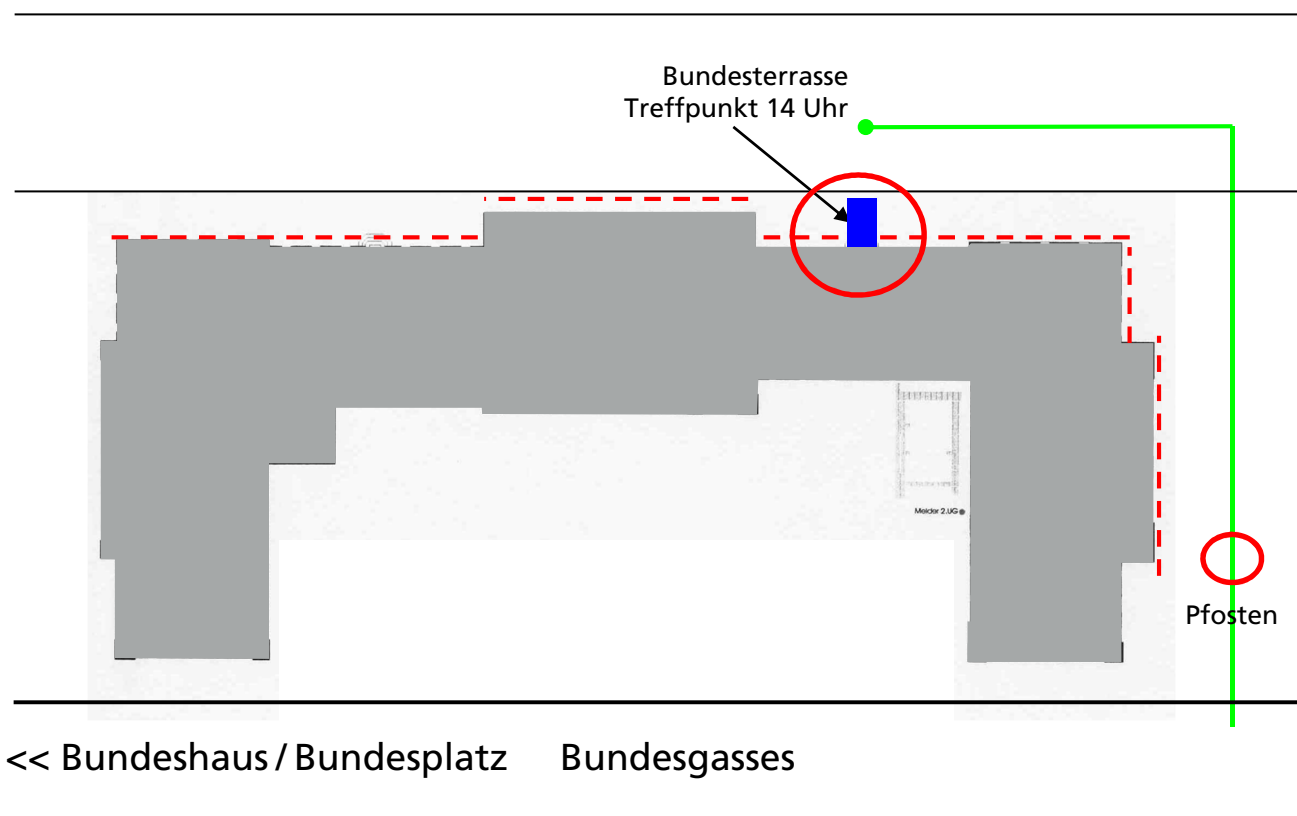 Bundesterrasse
Treffpunkt 14 Uhr
Melder 2.UG
Pfosten
<< Bundeshaus / Bundesplatz Bundesgasses